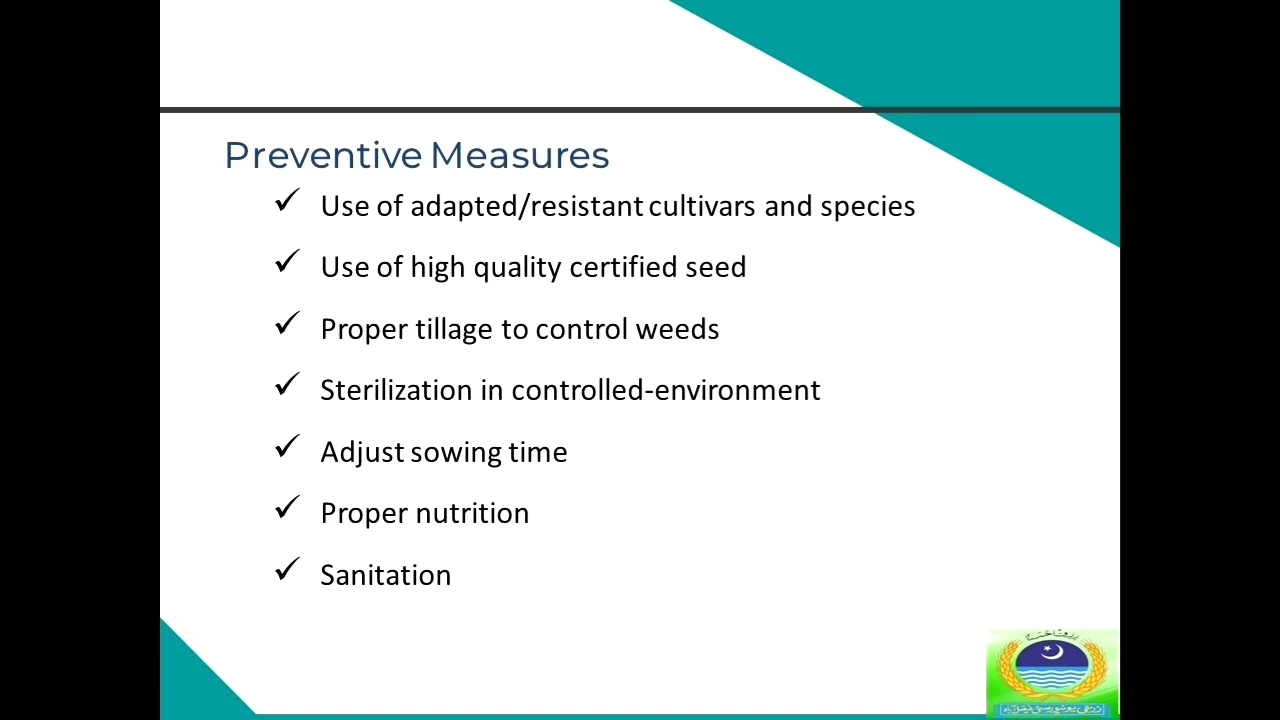 Preventive Measures
✓ Use of adapted/resistant cultivars and species
✓ Use of high quality certified seed
✓ Proper tillage to control weeds
✓ Sterilization in controlled-environment
✓ Adjust sowing time
✓ Proper nutrition
✓ Sanitation